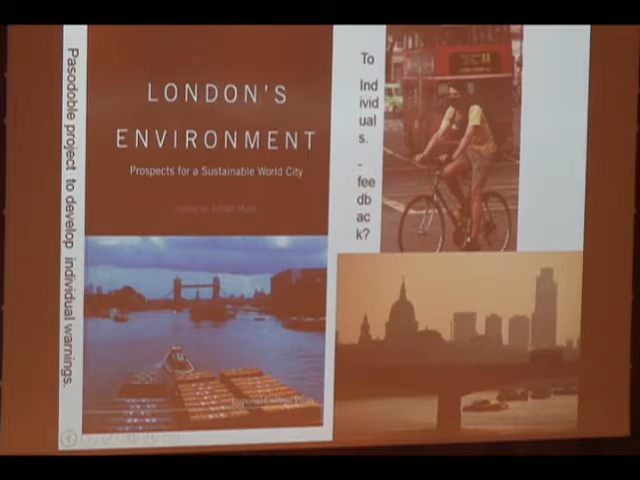 Pasodoble project to develop individual warnings.
LONDON'S
ENVIRONMENT
Prospects for a Sustainable World City
To
Ind
ivid
ual
s.
-
fee
db
ac
k?